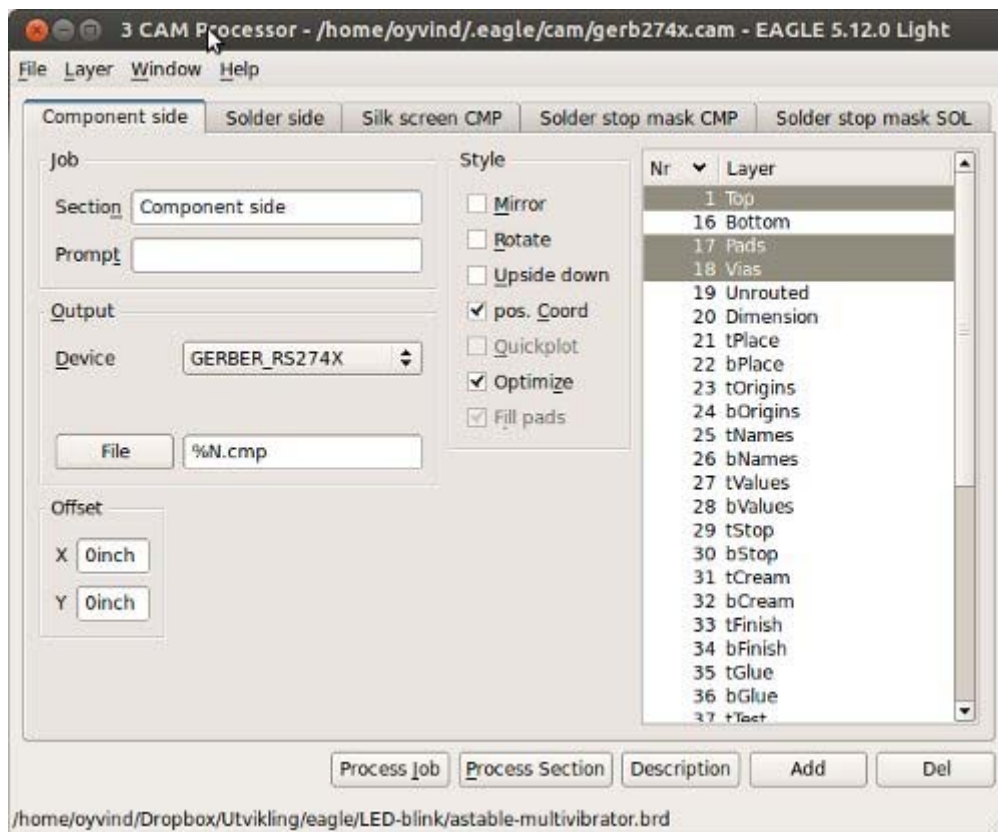 3 CAM Processor - /home/oyvind/.eagle/cam/gerb274x.cam - EAGLE 5.12.0 Light
File Layer Window Help
Component side Solder side Silk screen CMP Solder stop mask CMP Solder stop mask SOL
Job
Section Component side
Prompt
Output
Device GERBER_RS274X
File %N.cmp
Offset
X 0inch
Y 0inch
Style
Mirror
Rotate
Upside down
pos. Coord
Quickplot
Optimize
Fill pads
Nr Layer
1 Top
16 Bottom
17 Pads
18 Vias
19 Unrouted
20 Dimension
21 tPlace
22 bPlace
23 tOrigins
24 bOrigins
25 tNames
26 bNames
27 tValues
28 bValues
29 tStop
30 bStop
31 tCream
32 bCream
33 tFinish
34 bFinish
35 tGlue
36 bGlue
37 tTest
Process Job Process Section Description Add Del
/home/oyvind/Dropbox/Utvikling/eagle/LED-blink/astable-multivibrator.brd